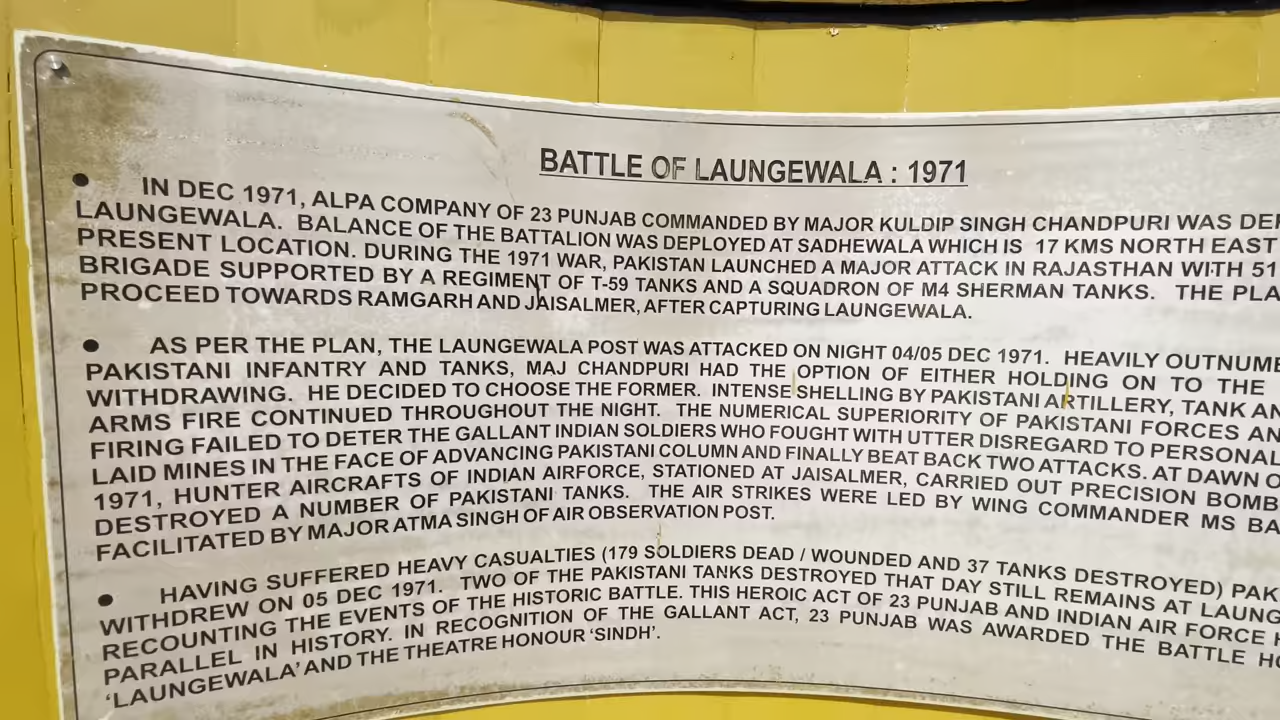 BATTLE OF LAUNGEWALA : 1971
● IN DEC 1971, ALPA COMPANY OF 23 PUNJAB COMMANDED BY MAJOR KULDIP SINGH CHANDPURI WAS
LAUNGEWALA. BALANCE OF THE BATTALION WAS DEPLOYED AT SADHEWALA WHICH IS 17 KMS NORTH EAST
PRESENT LOCATION. DURING THE 1971 WAR, PAKISTAN LAUNCHED A MAJOR ATTACK IN RAJASTHAN WITH 51
BRIGADE SUPPORTED BY A REGIMENT OF T-59 TANKS AND A SQUADRON OF M4 SHERMAN TANKS. THE
PROCEED TOWARDS RAMGARH AND JAISALMER, AFTER CAPTURING LAUNGEWALA.
● AS PER THE PLAN, THE LAUNGEWALA POST WAS ATTACKED ON NIGHT 04/05 DEC 1971. HEAVILY
PAKISTANI INFANTRY AND TANKS, MAJ CHANDPURI HAD THE OPTION OF EITHER HOLDING ON TO THE
WITHDRAWING. HE DECIDED TO CHOOSE THE FORMER. INTENSE SHELLING BY PAKISTANI ARTILLERY, TANK
ARMS FIRE CONTINUED THROUGHOUT THE NIGHT. THE NUMERICAL SUPERIORITY OF PAKISTANI FORCES
FIRING FAILED TO DETER THE GALLANT INDIAN SOLDIERS WHO FOUGHT WITH UTTER DISREGARD TO PERSONAL
LAID MINES IN THE FACE OF ADVANCING PAKISTANI COLUMN AND FINALLY BEAT BACK TWO ATTACKS. AT DAWN
1971, HUNTER AIRCRAFTS OF INDIAN AIRFORCE, STATIONED AT JAISALMER, CARRIED OUT PRECISION
DESTROYED A NUMBER OF PAKISTANI TANKS. THE AIR STRIKES WERE LED BY WING COMMANDER MS
FACILITATED BY MAJOR ATMA SINGH OF AIR OBSERVATION POST.
● HAVING SUFFERED HEAVY CASUALTIES (179 SOLDIERS DEAD / WOUNDED AND 37 TANKS DESTROYED)
WITHDREW ON 05 DEC 1971. TWO OF THE PAKISTANI TANKS DESTROYED THAT DAY STILL REMAINS AT
RECOUNTING THE EVENTS OF THE HISTORIC BATTLE. THIS HEROIC ACT OF 23 PUNJAB AND INDIAN AIR FORCE
PARALLEL IN HISTORY. IN RECOGNITION OF THE GALLANT ACT, 23 PUNJAB WAS AWARDED THE BATTLE
'LAUNGEWALA' AND THE THEATRE HONOUR 'SINDH'.